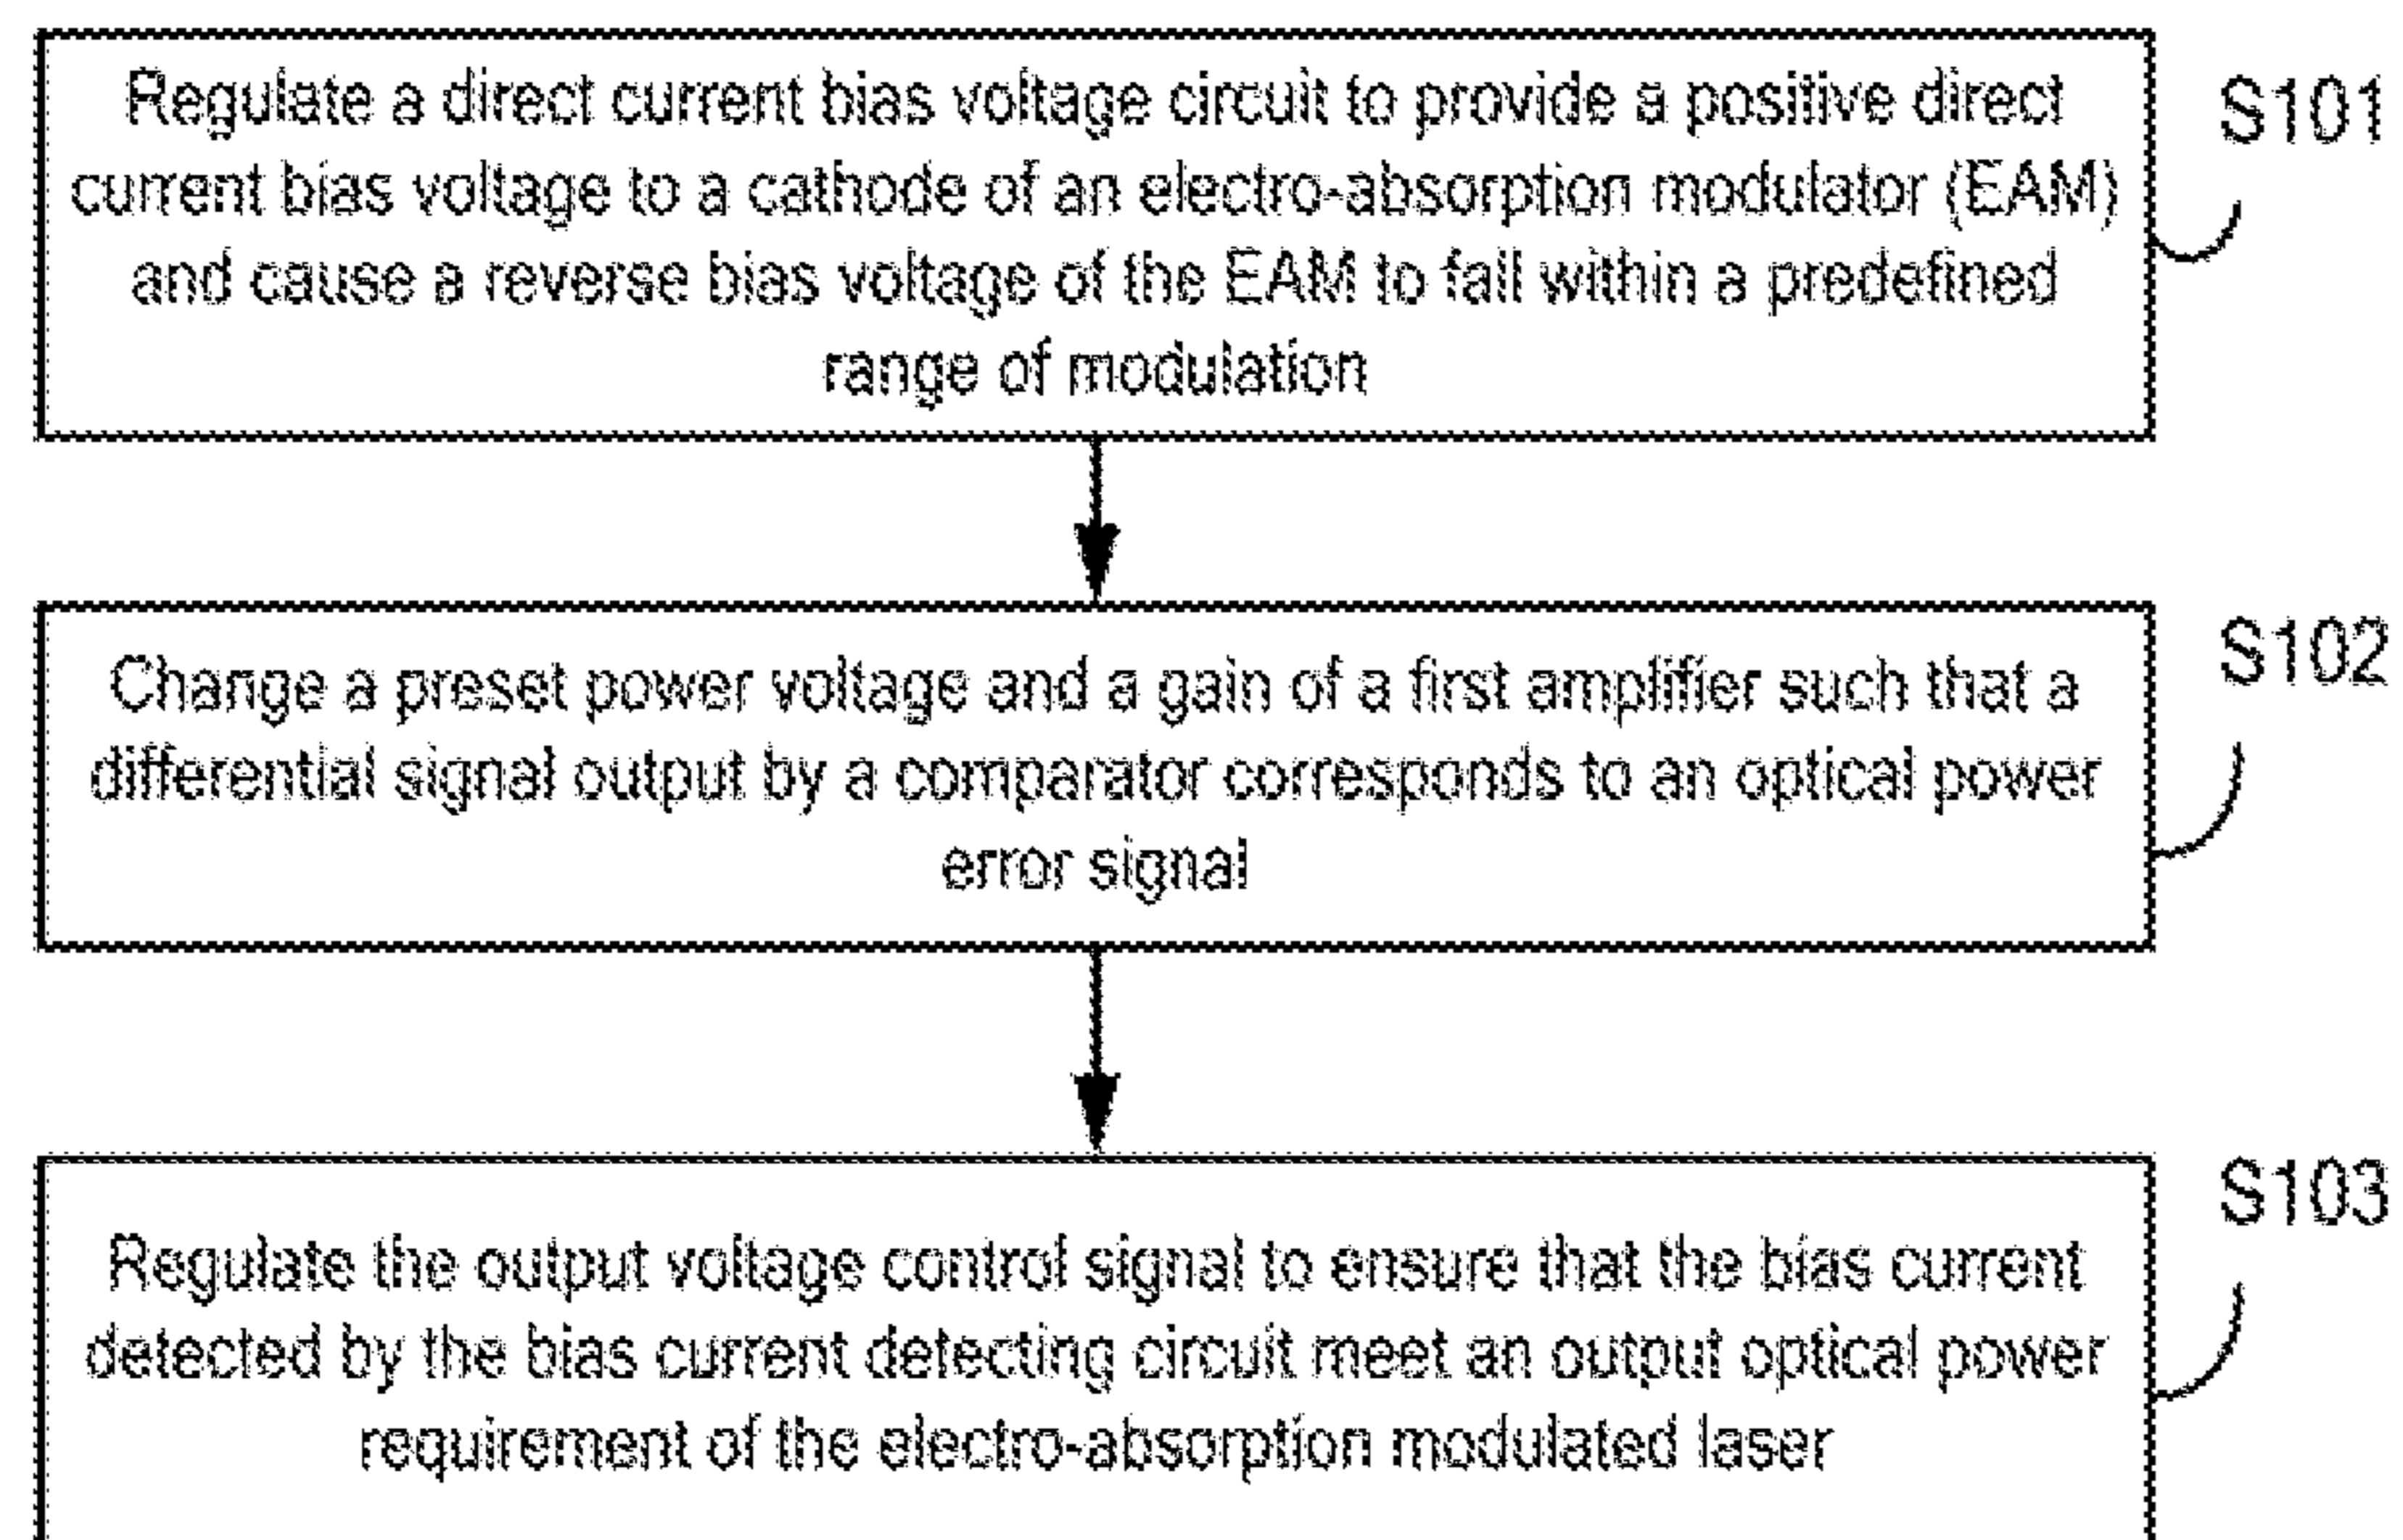 Regulate a direct current bias voltage circuit to provide a positive direct
current bias voltage to a cathode of an electro-absorption modulator (EAM)
and cause a reverse bias voltage of the EAM to fall within a predefined
range of modulation
S101
Change a preset power voltage and a gain of a first amplifier such that a
differential signal output by a comparator corresponds to an optical power
error signal
S102
Regulate the output voltage control signal to ensure that the bias current
detected by the bias current detecting circuit meet an output optical power
requirement of the electro-absorption modulated laser
S103